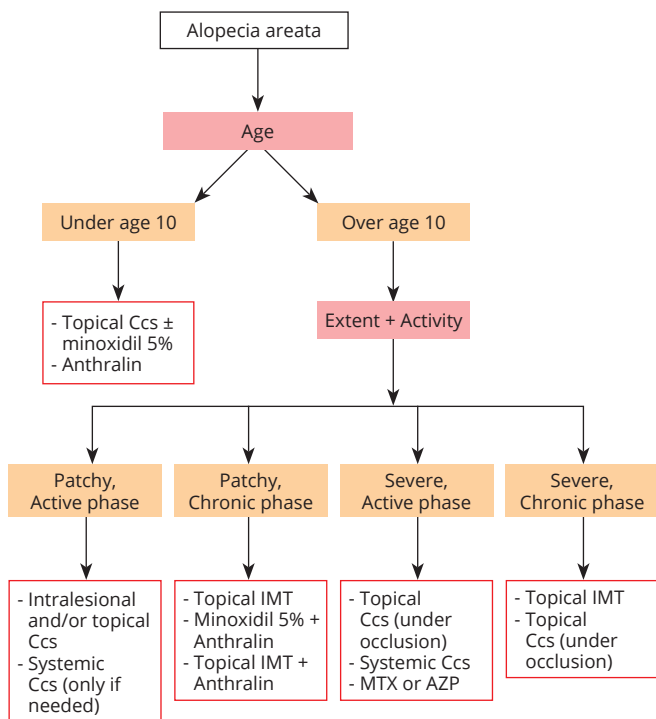 Alopecia areata
Age
Under age 10
Over age 10
- Topical Ccs ±
minoxidil 5%
- Anthralin
Extent + Activity
Patchy,
Active phase
Patchy,
Chronic phase
Severe,
Active phase
Severe,
Chronic phase
- Intralesional
and/or topical
Ccs
- Systemic
Ccs (only if
needed)
- Topical IMT
- Minoxidil 5% +
Anthralin
- Topical IMT +
Anthralin
- Topical
Ccs (under
occlusion)
- Systemic Ccs
- MTX or AZP
- Topical IMT
- Topical
Ccs (under
occlusion)